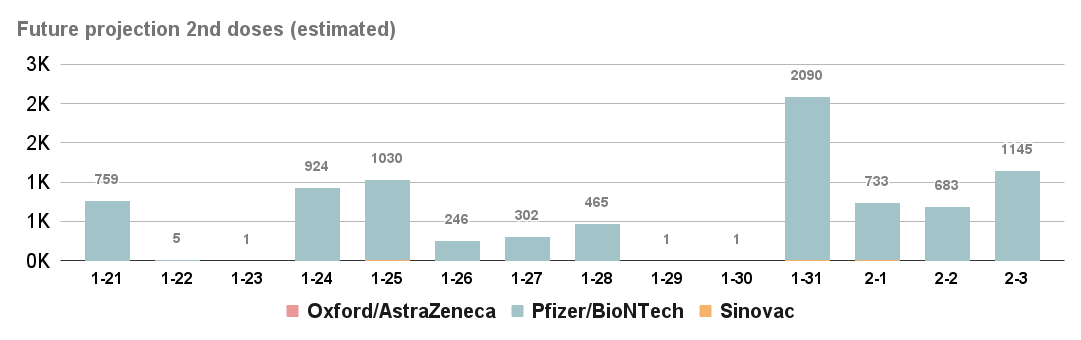 Future projection 2nd doses (estimated)
3K
2K
2K
1K
1K
0K
759
5
1
924
1030
246
302
465
1
1
2090
733
683
1145
1-21 1-22 1-23 1-24 1-25 1-26 1-27 1-28 1-29 1-30 1-31 2-1 2-2 2-3
Oxford/AstraZeneca Pfizer/BioNTech Sinovac